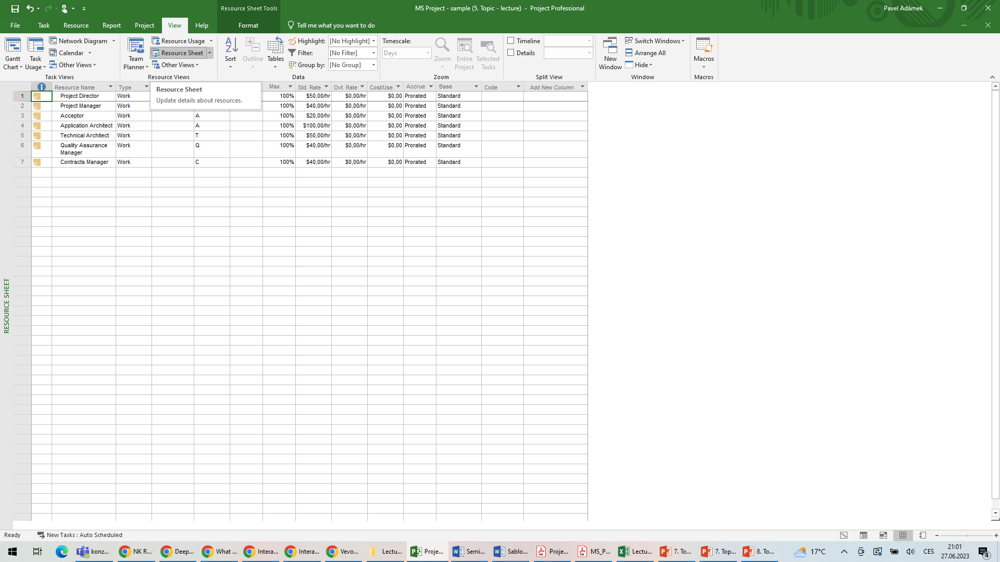 Resource Sheet Tools
MS Project - sample (5. Topic - lecture) - Project Professional
Pavel Adámek
File Task Resource Report Project View Help Format Tell me what you want to do
Gantt Chart
Task Usage
Network Diagram
Calendar
Other Views
Task Views
Team Planner
Resource Usage
Resource Sheet
Other Views
Resource Views
Sort
Outline
Tables
Highlight: [No Highlight]
Filter: [No Filter]
Group by: [No Group]
Data
Timescale:
Days
Zoom
Entire Project
Selected Tasks
Zoom
Timeline
Details
Split View
New Window
Switch Windows
Arrange All
Hide
Window
Macros
Macros
Resource Name Type Max. Std. Rate Ovt. Rate Cost/Use Accrue Base Code Add New Column
Resource Sheet
Update details about resources.
1 Project Director Work 100% $50,00/hr $0,00/hr $0,00 Prorated Standard
2 Project Manager Work 100% $40,00/hr $0,00/hr $0,00 Prorated Standard
3 Acceptor Work A 100% $20,00/hr $0,00/hr $0,00 Prorated Standard
4 Application Architect Work A 100% $100,00/hr $0,00/hr $0,00 Prorated Standard
5 Technical Architect Work T 100% $50,00/hr $0,00/hr $0,00 Prorated Standard
6 Quality Assurance Work Q 100% $40,00/hr $0,00/hr $0,00 Prorated Standard
Manager
7 Contracts Manager Work C 100% $40,00/hr $0,00/hr $0,00 Prorated Standard
RESOURCE SHEET
Ready New Tasks : Auto Scheduled
konz... NK R... Deep... What ... Intera... Intera... Vevo... Lectu... Proje... Semi... Sablo... Proje... MS_P... Lectu... 7. To... 7. Top... 8. To... 17°C CES 21:01
27.06.2023 4